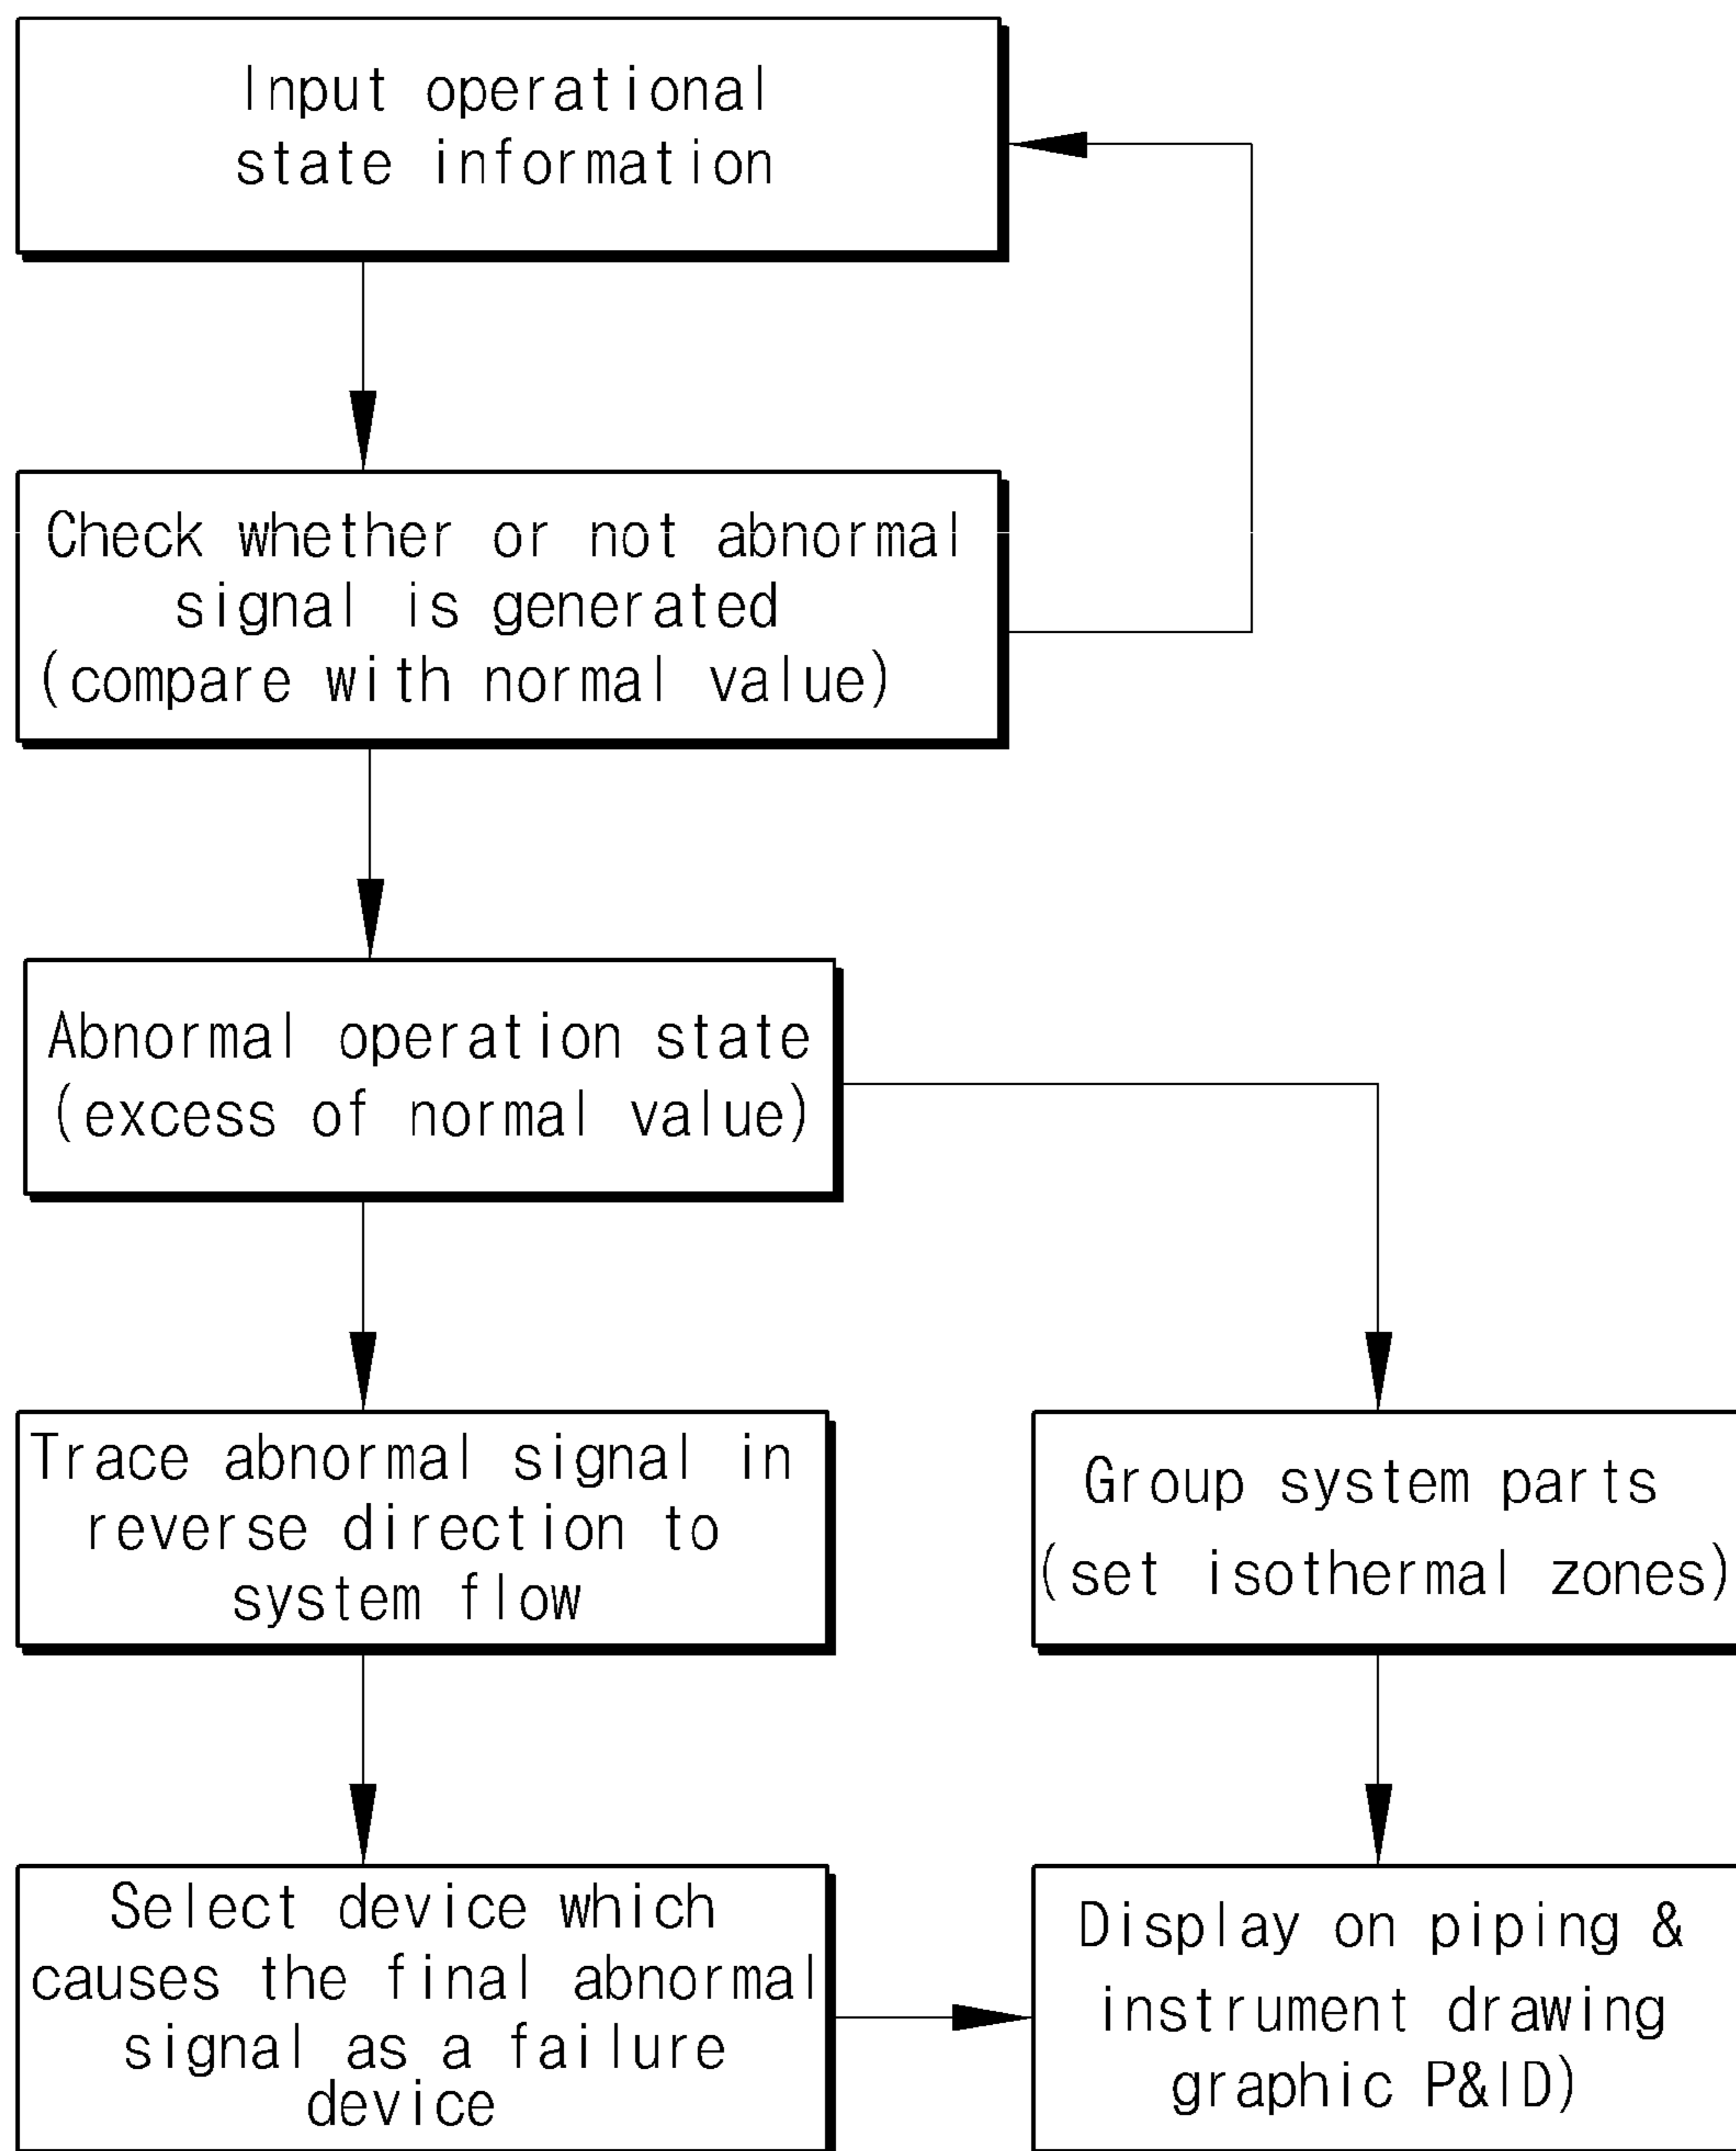 Input operational
state information
Check whether or not abnormal
signal is generated
(compare with normal value)
Abnormal operation state
(excess of normal value)
Trace abnormal signal in
reverse direction to
system flow
Group system parts
(set isothermal zones)
Select device which
causes the final abnormal
signal as a failure
device
Display on piping &
instrument drawing
graphic P&ID)